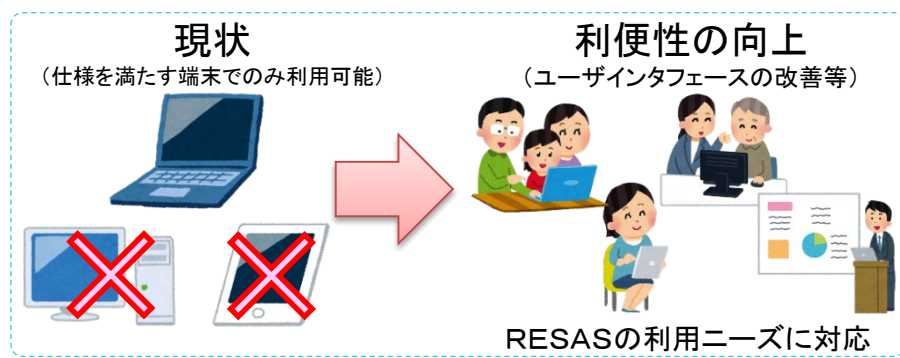 現状
(仕様を満たす端末でのみ利用可能)
利便性の向上
(ユーザインタフェースの改善等)
RESASの利用ニーズに対応